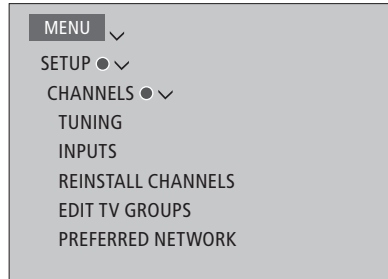 MENU
SETUP
CHANNELS
TUNING
INPUTS
REINSTALL CHANNELS
EDIT TV GROUPS
PREFERRED NETWORK